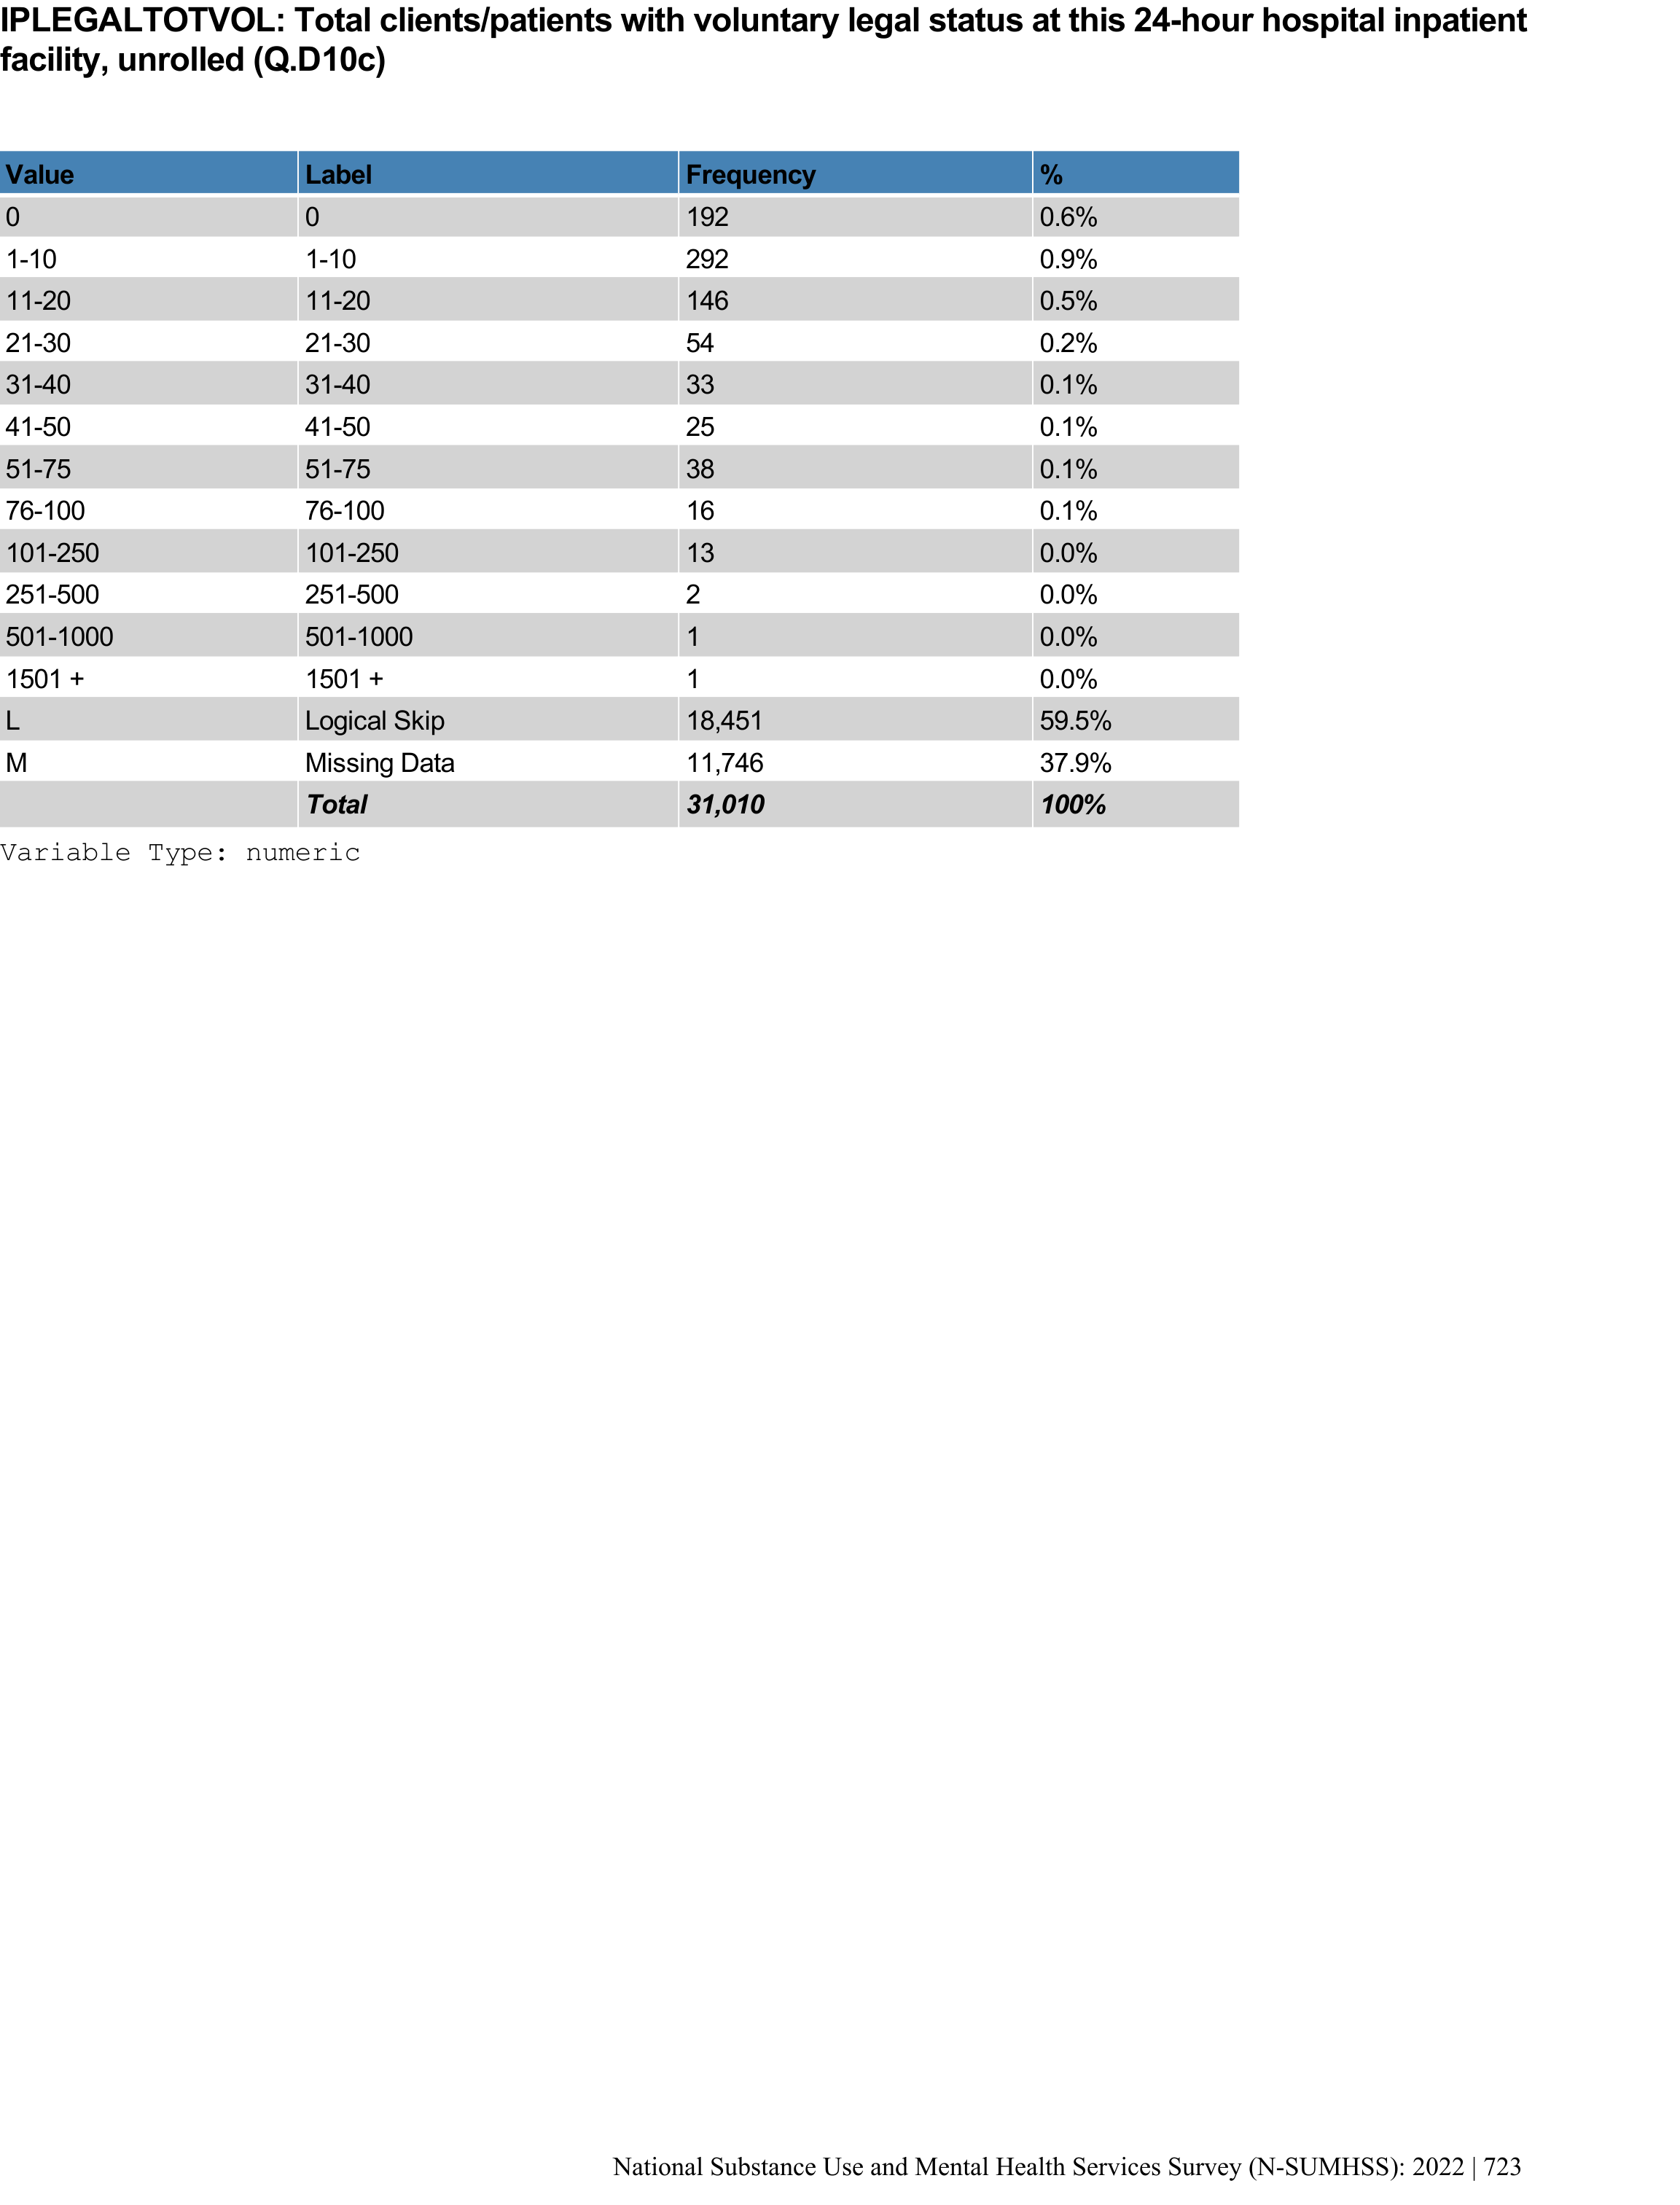 IPLEGALTOTVOL: Total clients/patients with voluntary legal status at this 24-hour hospital inpatient
facility, unrolled (Q.D10c)
Value Label Frequency %
0 0 192 0.6%
1-10 1-10 292 0.9%
11-20 11-20 146 0.5%
21-30 21-30 54 0.2%
31-40 31-40 33 0.1%
41-50 41-50 25 0.1%
51-75 51-75 38 0.1%
76-100 76-100 16 0.1%
101-250 101-250 13 0.0%
251-500 251-500 2 0.0%
501-1000 501-1000 1 0.0%
1501 + 1501 + 1 0.0%
L Logical Skip 18,451 59.5%
M Missing Data 11,746 37.9%
Total 31,010 100%
Variable Type: numeric
National Substance Use and Mental Health Services Survey (N-SUMHSS): 2022 | 723